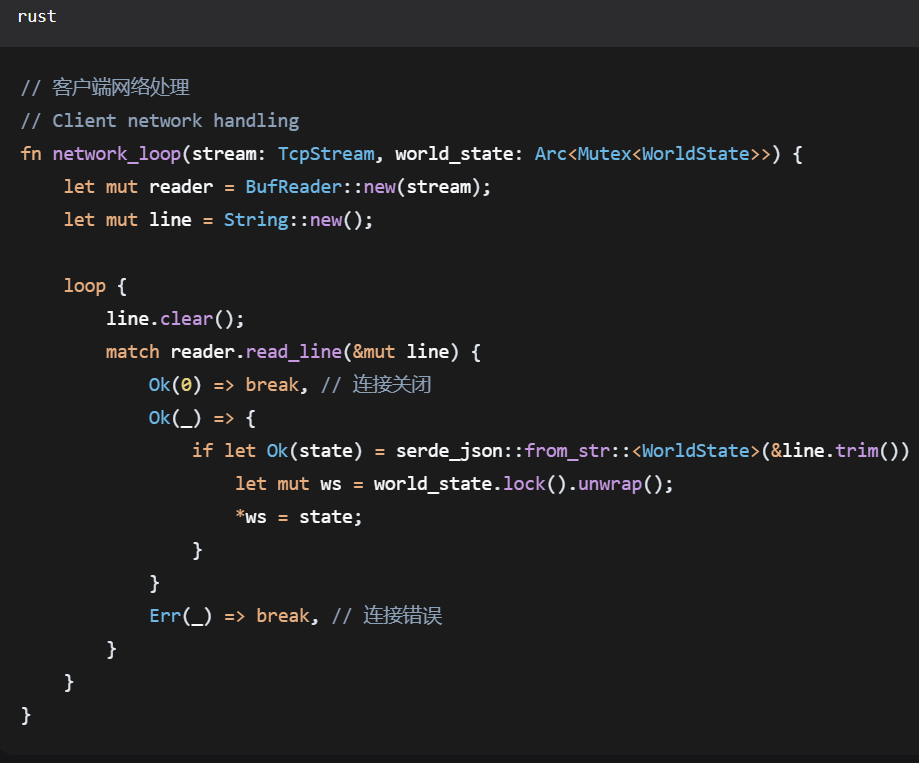 rust
// 客户端网络处理
// Client network handling
fn network_loop(stream: TcpStream, world_state: Arc<Mutex<WorldState>>) {
    let mut reader = BufReader::new(stream);
    let mut line = String::new();
    loop {
        line.clear();
        match reader.read_line(&mut line) {
            Ok(0) => break, // 连接关闭
            Ok(_) => {
                if let Ok(state) = serde_json::from_str::<WorldState>(&line.trim())
                    let mut ws = world_state.lock().unwrap();
                    *ws = state;
                }
            }
            Err(_) => break, // 连接错误
        }
    }
}